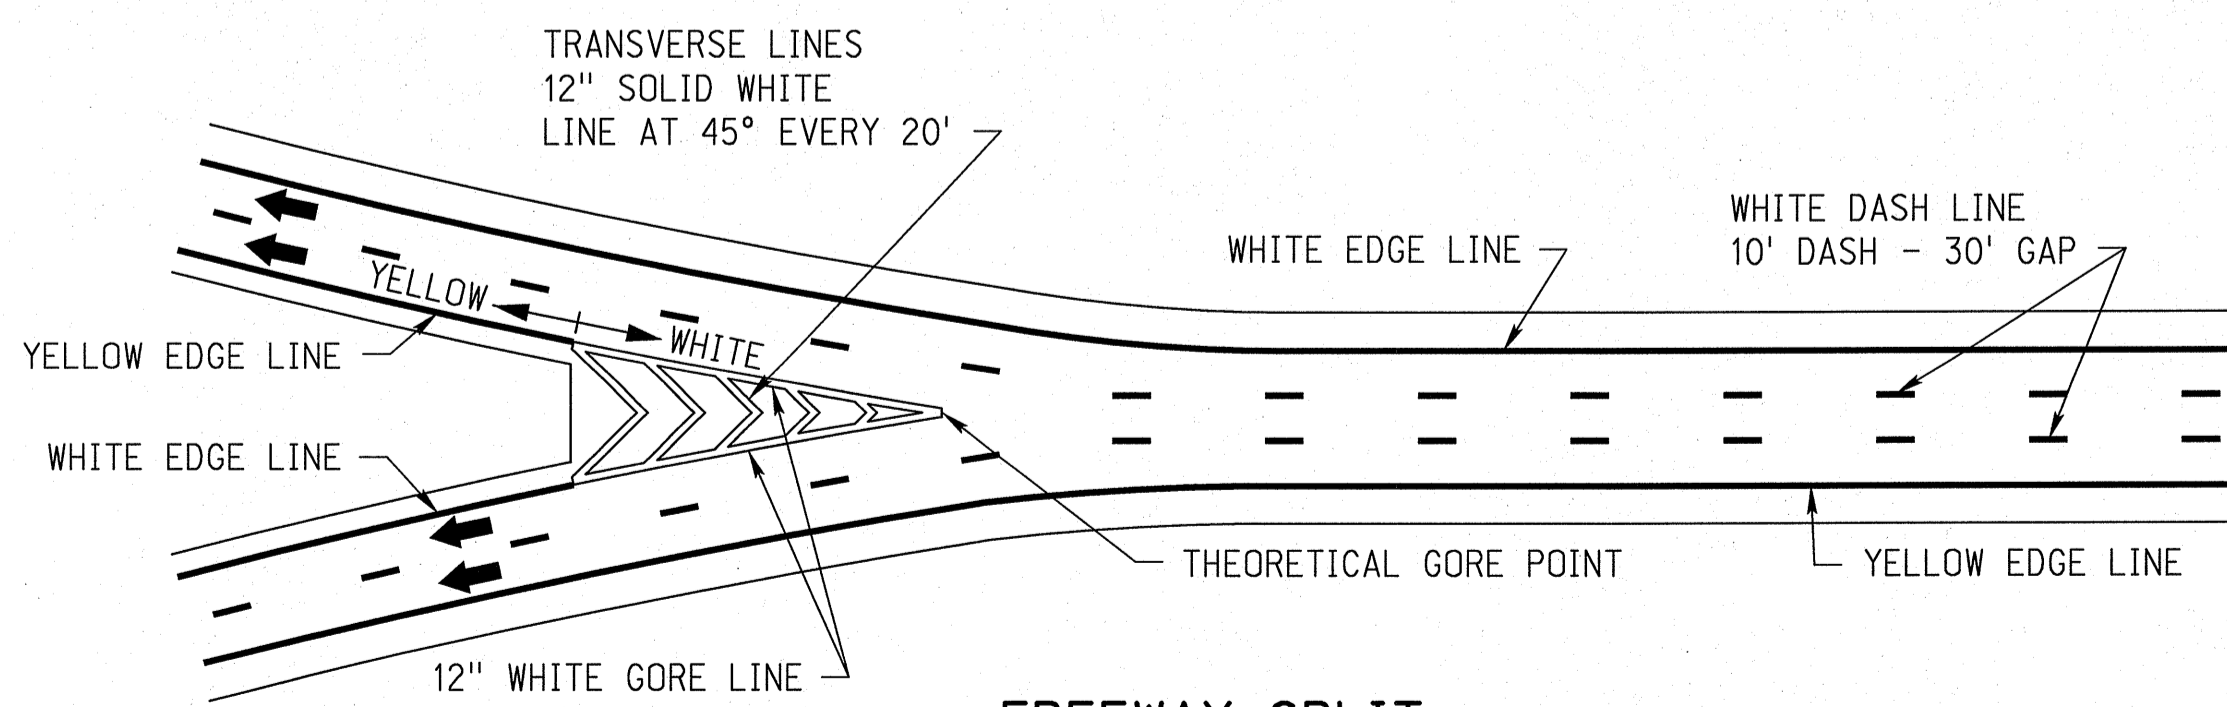 TRANSVERSE LINES
12" SOLID WHITE
LINE AT 45° EVERY 20'
WHITE DASH LINE
10' DASH - 30' GAP
WHITE EDGE LINE
YELLOW
WHITE
YELLOW EDGE LINE
WHITE EDGE LINE
THEORETICAL GORE POINT
YELLOW EDGE LINE
12" WHITE GORE LINE
FREEWAY SPLIT